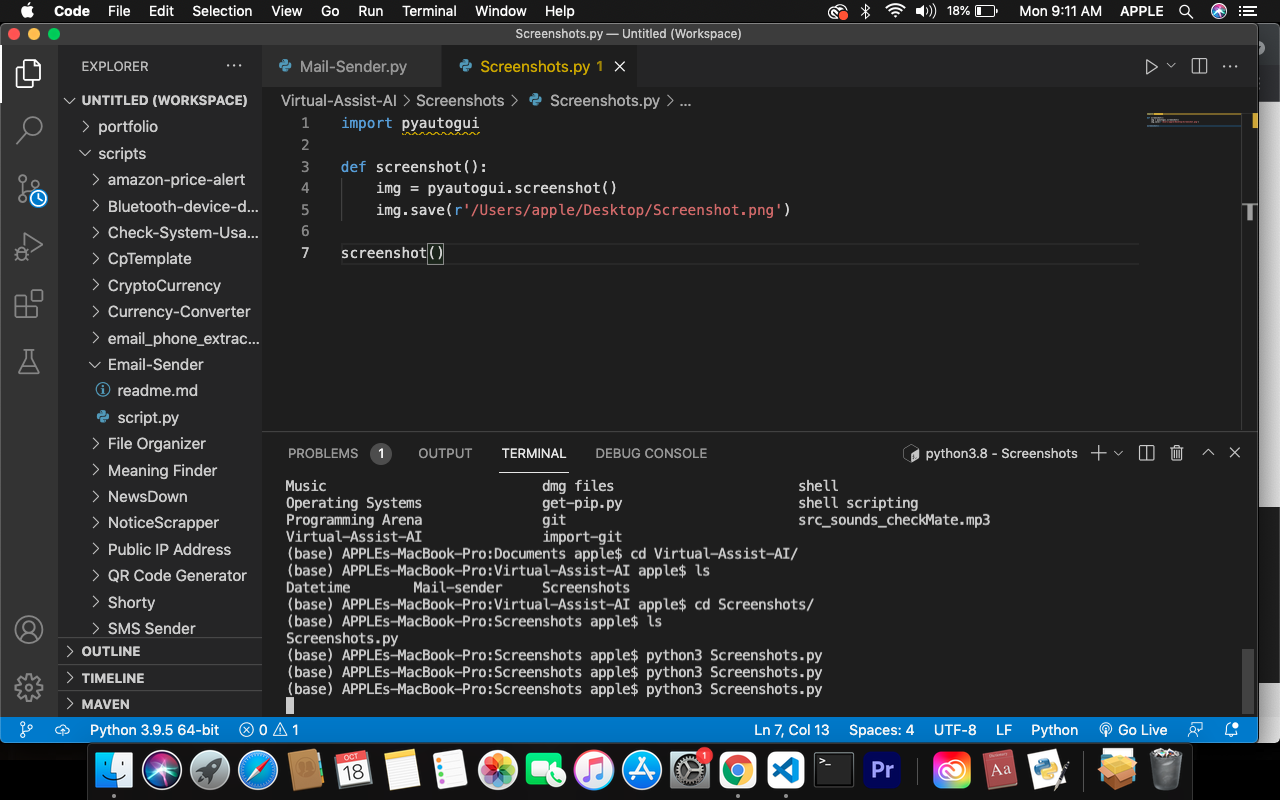 Code File Edit Selection View Go Run Terminal Window Help 18% Mon 9:11 AM APPLE
Screenshots.py — Untitled (Workspace)
EXPLORER
UNTITLED (WORKSPACE)
portfolio
scripts
amazon-price-alert
Bluetooth-device-d...
Check-System-Usa...
CpTemplate
CryptoCurrency
Currency-Converter
email_phone_extrac...
Email-Sender
readme.md
script.py
File Organizer
Meaning Finder
NewsDown
NoticeScrapper
Public IP Address
QR Code Generator
Shorty
SMS Sender
OUTLINE
TIMELINE
MAVEN
Mail-Sender.py Screenshots.py 1
Virtual-Assist-AI > Screenshots > Screenshots.py > ...
1 import pyautogui
2
3 def screenshot():
4 img = pyautogui.screenshot()
5 img.save(r'/Users/apple/Desktop/Screenshot.png')
6
7 screenshot()
PROBLEMS 1 OUTPUT TERMINAL DEBUG CONSOLE python3.8 - Screenshots
Music dmg files shell
Operating Systems get-pip.py shell scripting
Programming Arena git src_sounds_checkMate.mp3
Virtual-Assist-AI import-git
(base) APPLEs-MacBook-Pro:Documents apple$ cd Virtual-Assist-AI/
(base) APPLEs-MacBook-Pro:Virtual-Assist-AI apple$ ls
Datetime Mail-sender Screenshots
(base) APPLEs-MacBook-Pro:Virtual-Assist-AI apple$ cd Screenshots/
(base) APPLEs-MacBook-Pro:Screenshots apple$ ls
Screenshots.py
(base) APPLEs-MacBook-Pro:Screenshots apple$ python3 Screenshots.py
(base) APPLEs-MacBook-Pro:Screenshots apple$ python3 Screenshots.py
(base) APPLEs-MacBook-Pro:Screenshots apple$ python3 Screenshots.py
Python 3.9.5 64-bit 0 1 Ln 7, Col 13 Spaces: 4 UTF-8 LF Python Go Live
OCT
18
1
>_
Pr
Aa
T